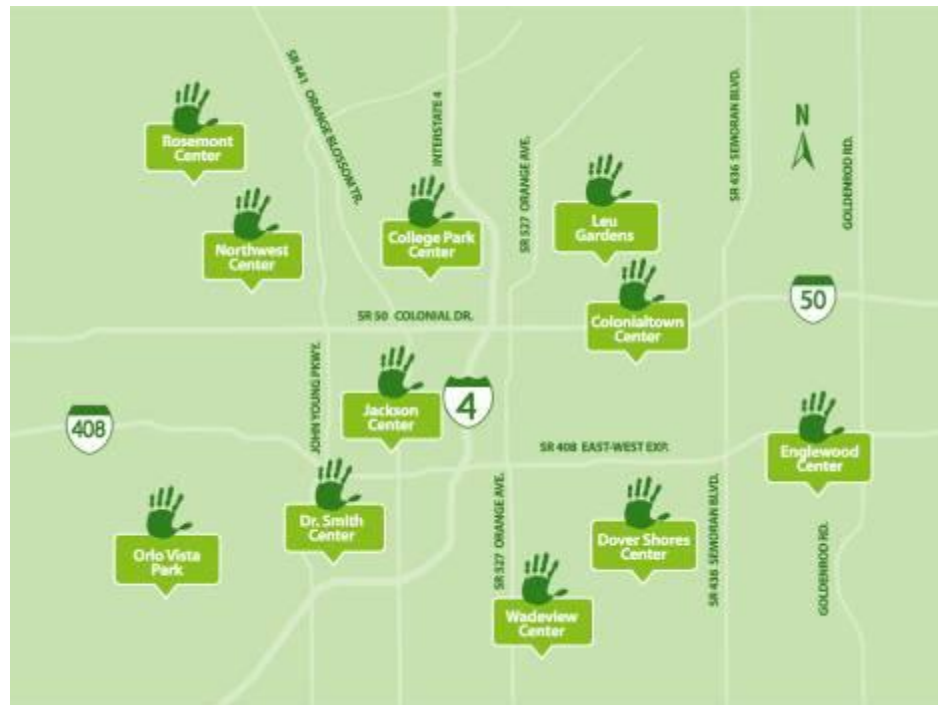 SR 441 ORANGE BLOSSOM TR.
INTERSTATE 4
SR 527 ORANGE AVE.
SR 436 SEMORAN BLVD.
N
GOLDENROD RD.
Rosemont
Center
Northwest
Center
College Park
Center
Leu
Gardens
50
SR 50 COLONIAL DR.
Colonialtown
Center
JOHN YOUNG PKWY.
Jackson
Center
4
408
SR 408 EAST-WEST EXP.
Englewood
Center
Dr. Smith
Center
SR 527 ORANGE AVE.
Dover Shores
Center
SR 436 SEMORAN BLVD.
GOLDENROD RD.
Orlo Vista
Park
Wadeview
Center